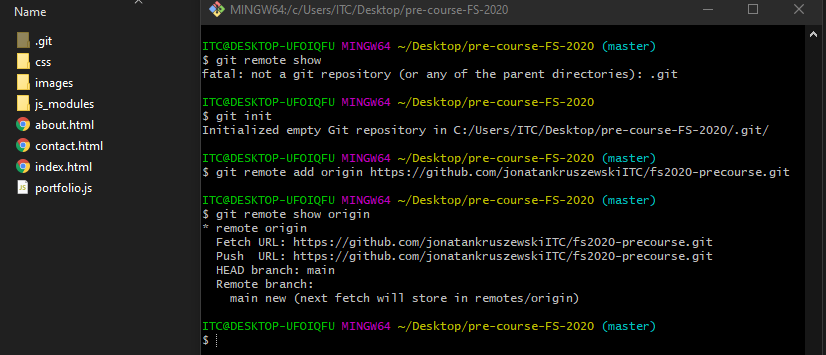 Name
.git
css
images
js_modules
about.html
contact.html
index.html
portfolio.js
MINGW64:/c/Users/ITC/Desktop/pre-course-FS-2020
ITC@DESKTOP-UFOIQFU MINGW64 ~/Desktop/pre-course-FS-2020 (master)
$ git remote show
fatal: not a git repository (or any of the parent directories): .git
ITC@DESKTOP-UFOIQFU MINGW64 ~/Desktop/pre-course-FS-2020
$ git init
Initialized empty Git repository in C:/Users/ITC/Desktop/pre-course-FS-2020/.git/
ITC@DESKTOP-UFOIQFU MINGW64 ~/Desktop/pre-course-FS-2020 (master)
$ git remote add origin https://github.com/jonatankruszewskiITC/fs2020-precourse.git
ITC@DESKTOP-UFOIQFU MINGW64 ~/Desktop/pre-course-FS-2020 (master)
$ git remote show origin
* remote origin
  Fetch URL: https://github.com/jonatankruszewskiITC/fs2020-precourse.git
  Push  URL: https://github.com/jonatankruszewskiITC/fs2020-precourse.git
  HEAD branch: main
  Remote branch:
    main new (next fetch will store in remotes/origin)
ITC@DESKTOP-UFOIQFU MINGW64 ~/Desktop/pre-course-FS-2020 (master)
$